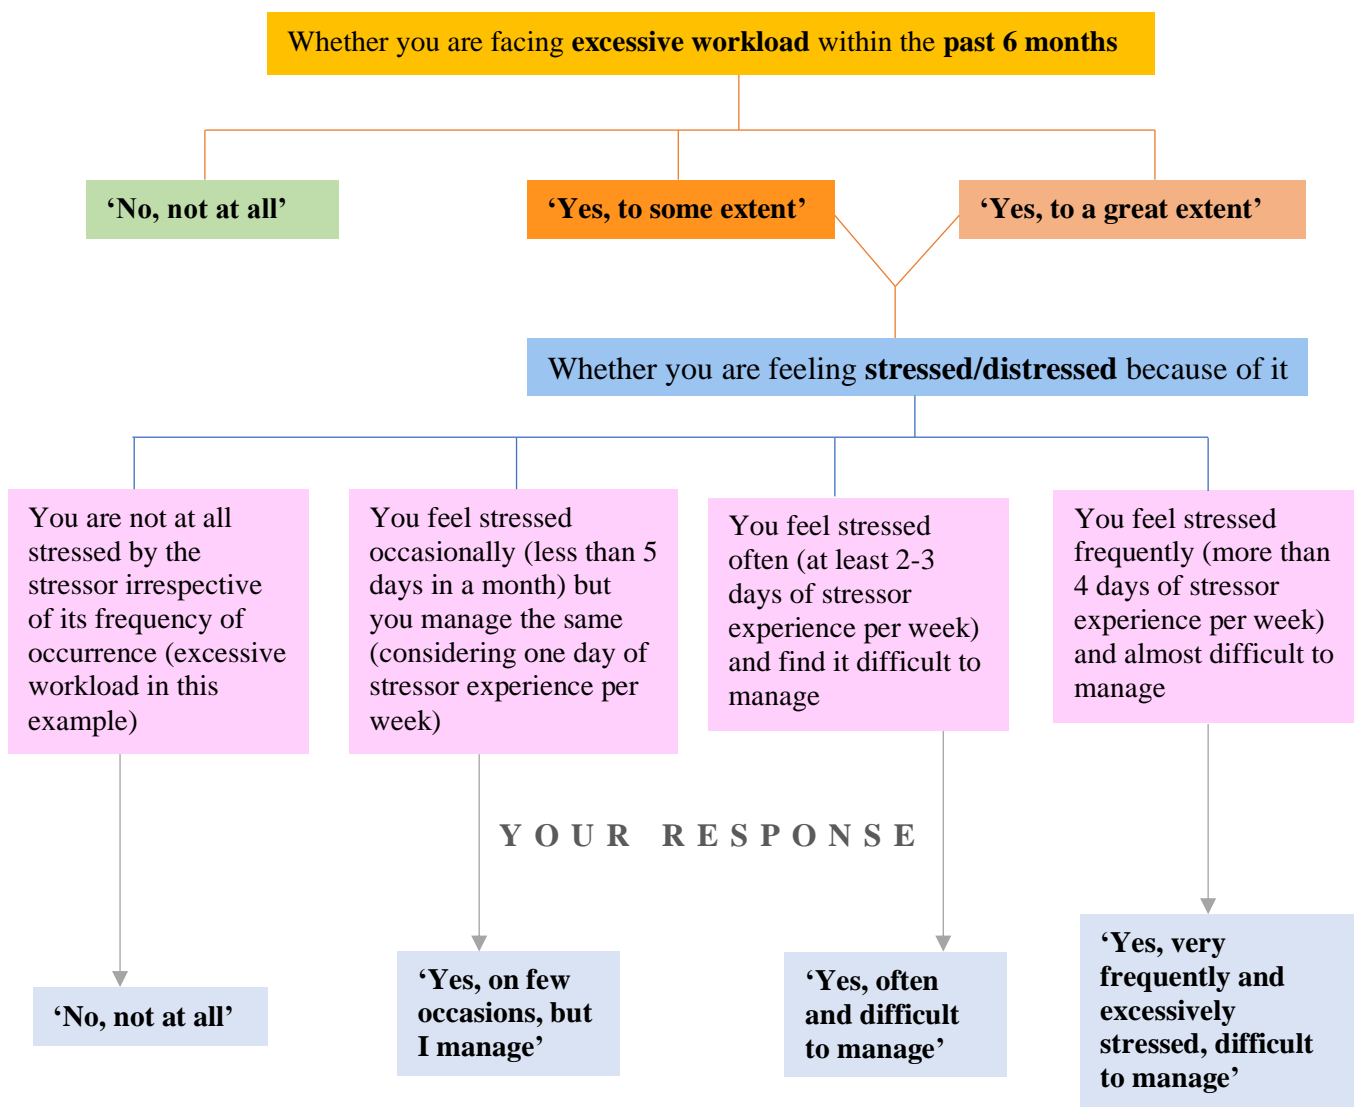 Whether you are facing excessive workload within the past 6 months
‘No, not at all’
‘Yes, to some extent’
‘Yes, to a great extent’
Whether you are feeling stressed/distressed because of it
You are not at all
stressed by the
stressor irrespective
of its frequency of
occurrence (excessive
workload in this
example)
You feel stressed
occasionally (less than 5
days in a month) but
you manage the same
(considering one day of
stressor experience per
week)
You feel stressed
often (at least 2-3
days of stressor
experience per week)
and find it difficult to
manage
You feel stressed
frequently (more than
4 days of stressor
experience per week)
and almost difficult to
manage
YOUR RESPONSE
‘No, not at all’
‘Yes, on few
occasions, but
I manage’
‘Yes, often
and difficult
to manage’
‘Yes, very
frequently and
excessively
stressed, difficult
to manage’